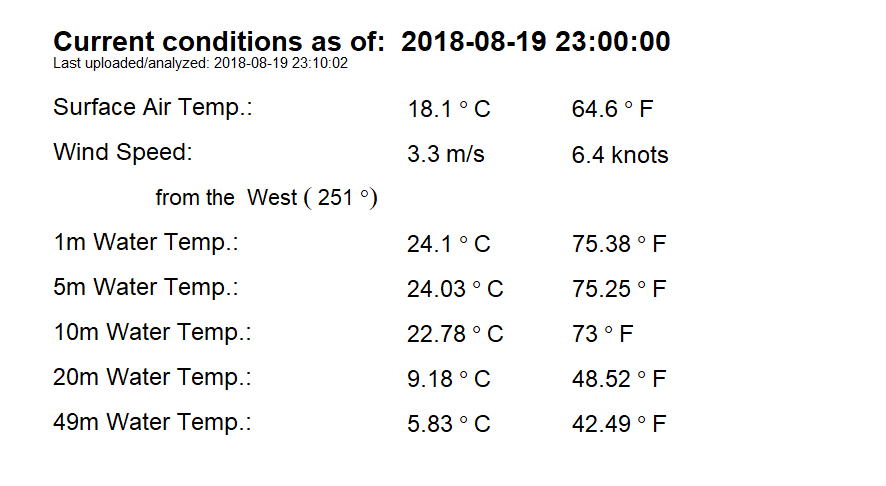 Current conditions as of: 2018-08-19 23:00:00
Last uploaded/analyzed: 2018-08-19 23:10:02
Surface Air Temp.: 18.1 ° C 64.6 ° F
Wind Speed: 3.3 m/s 6.4 knots
from the West ( 251 °)
1m Water Temp.: 24.1 ° C 75.38 ° F
5m Water Temp.: 24.03 ° C 75.25 ° F
10m Water Temp.: 22.78 ° C 73 ° F
20m Water Temp.: 9.18 ° C 48.52 ° F
49m Water Temp.: 5.83 ° C 42.49 ° F